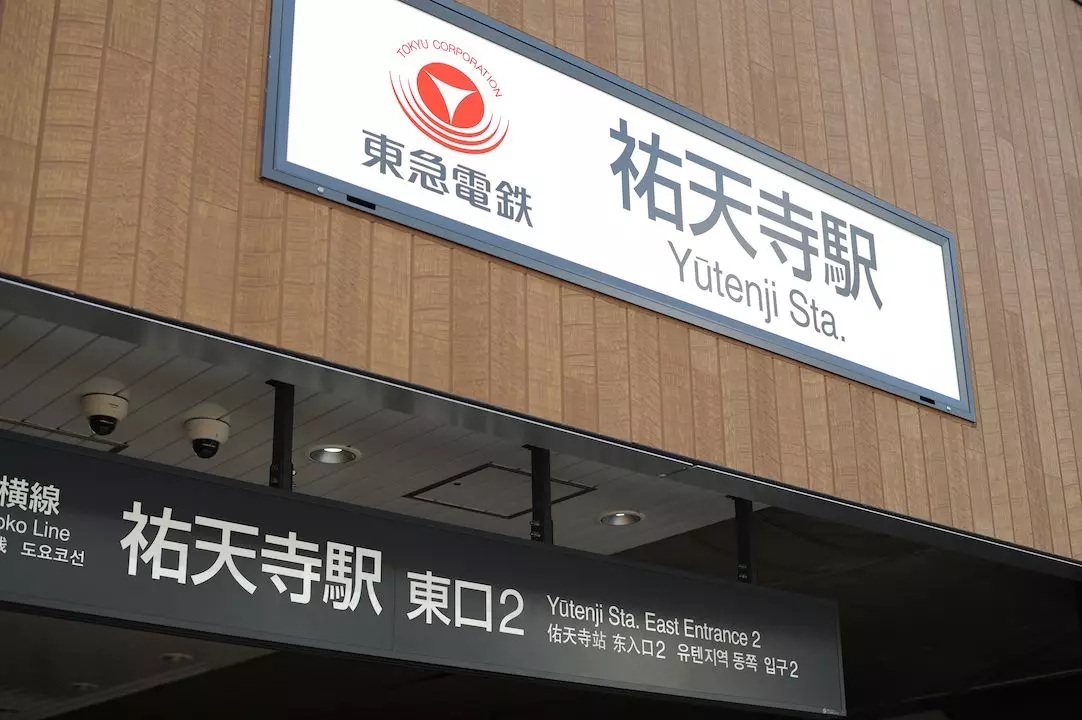 TOKYU CORPORATION
東急電鉄
祐天寺駅
Yūtenji Sta.
横線
oko Line
线 도요코선
祐天寺駅 東口2
Yūtenji Sta. East Entrance 2
佑天寺站 东入口2 유텐지역 동쪽 입구2